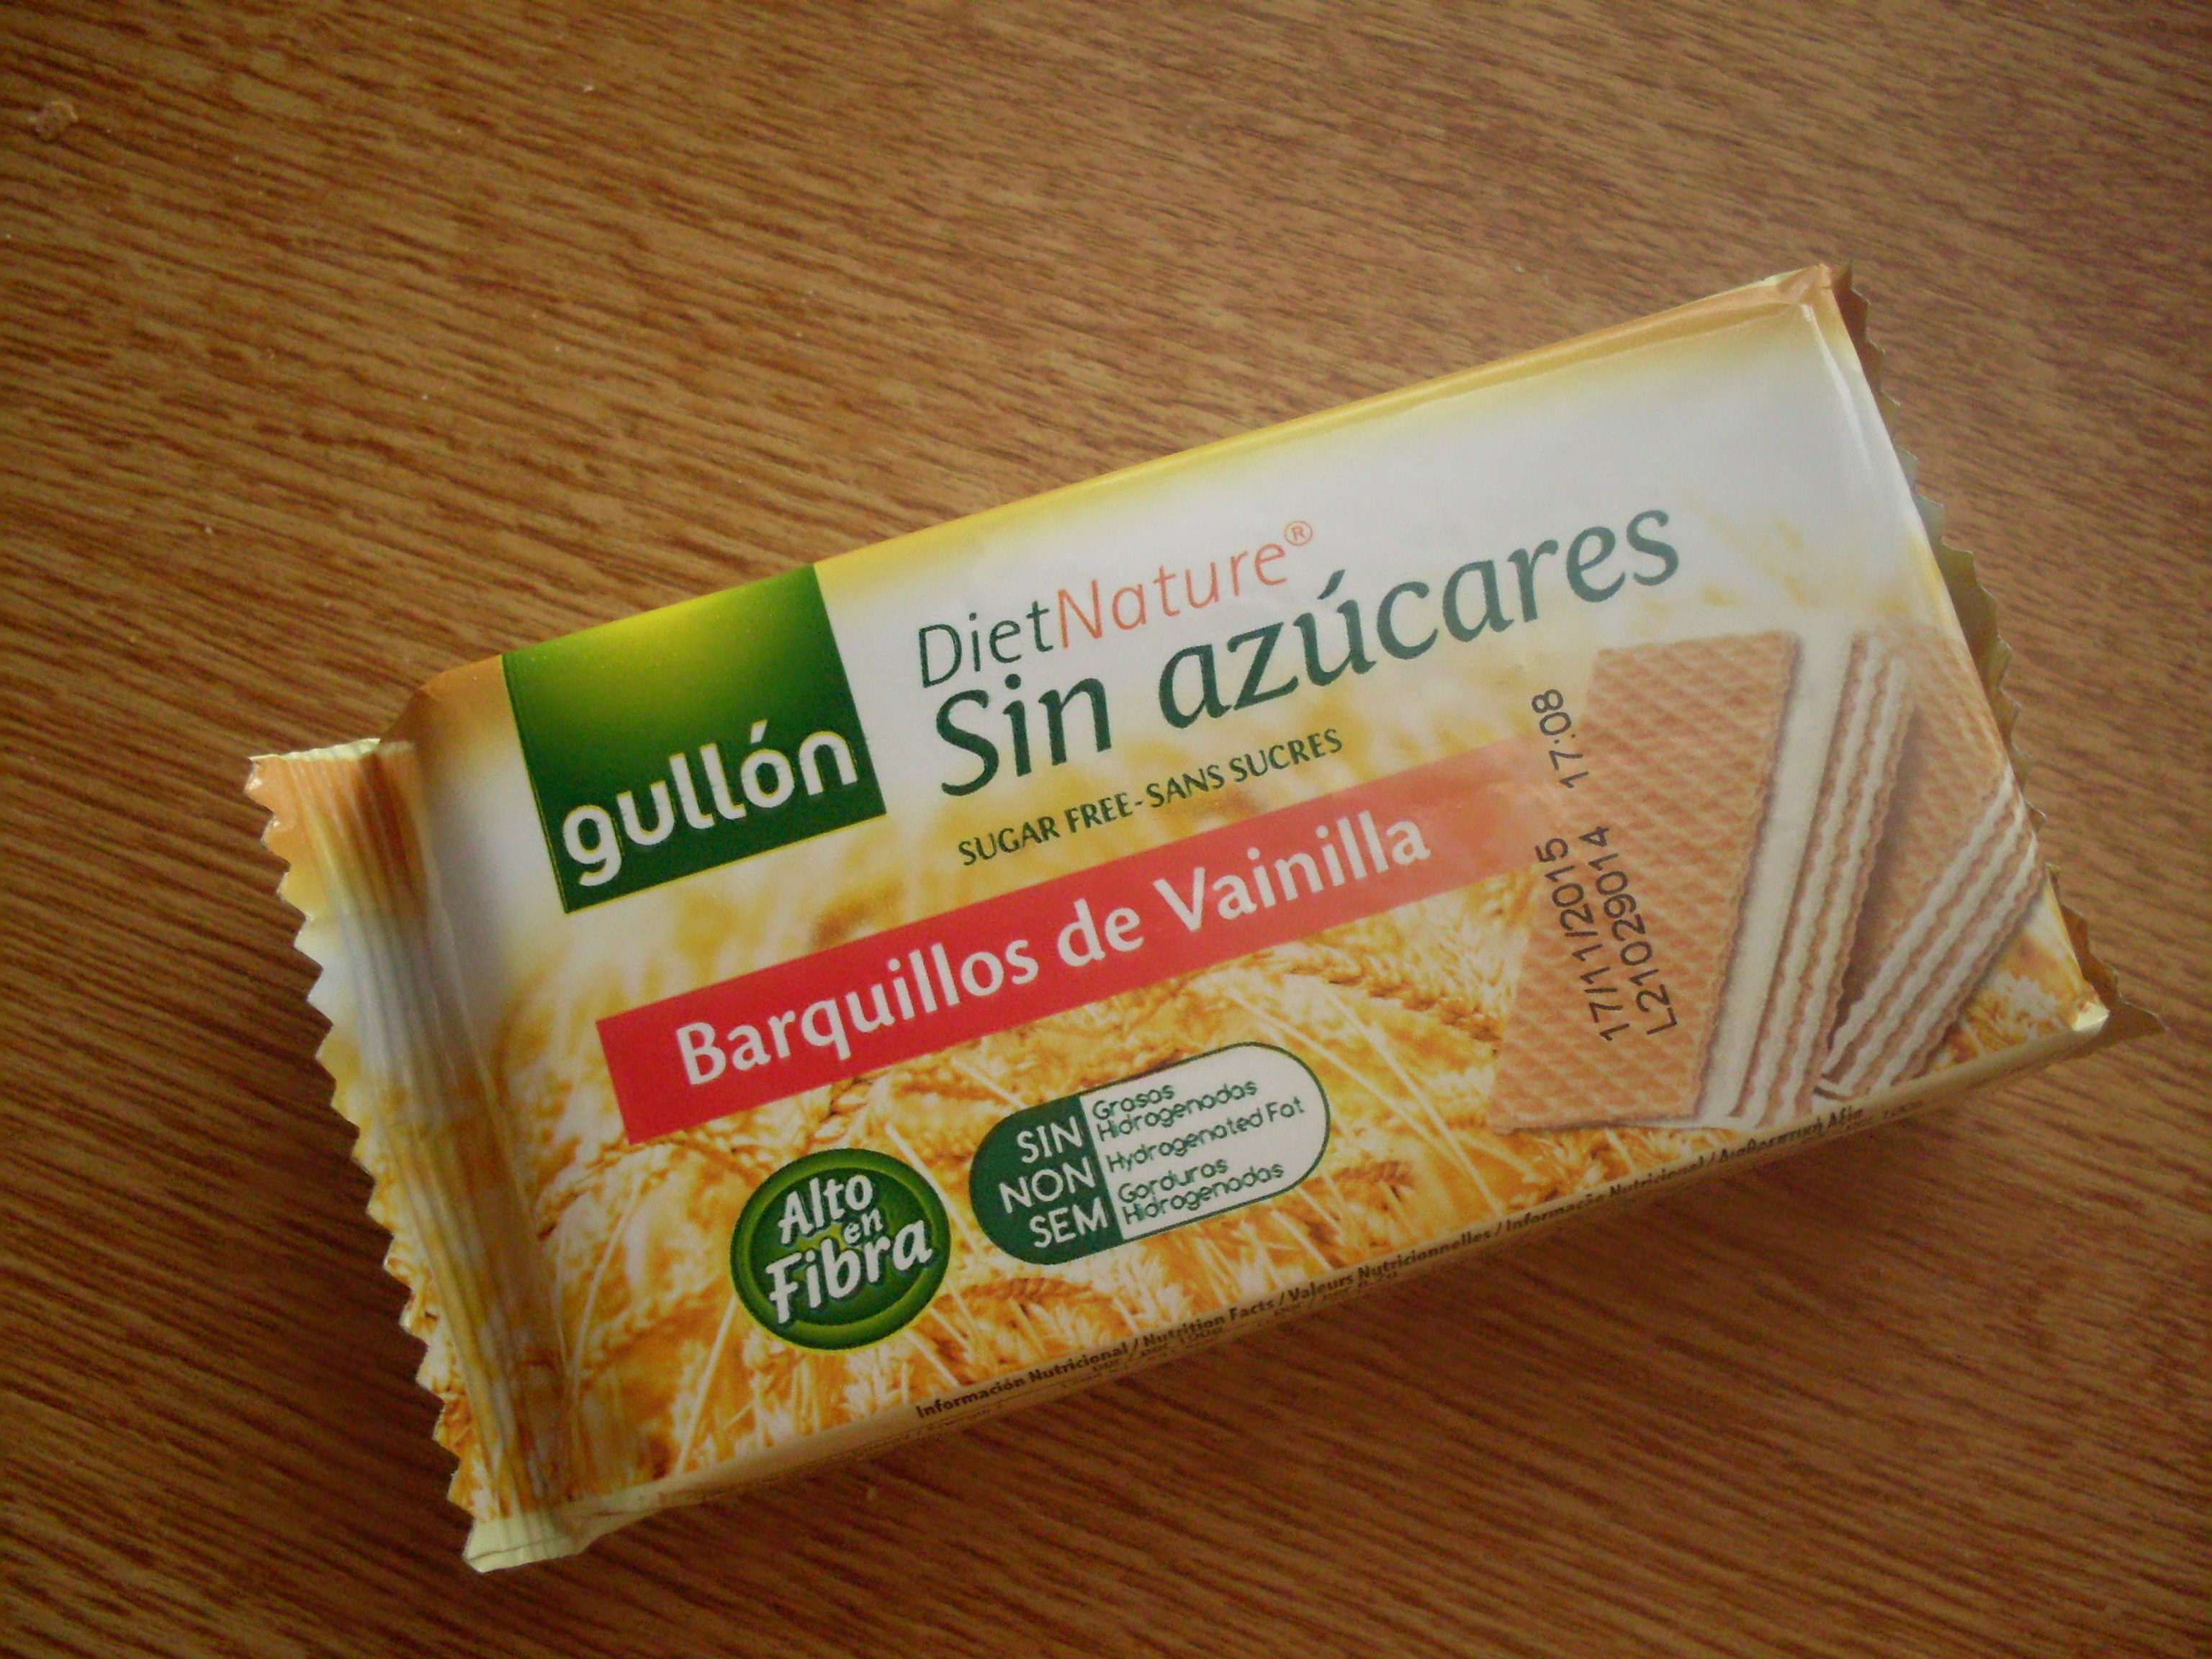 gullón
DietNature®
Sin azúcares
SUGAR FREE-SANS SUCRES
Barquillos de Vainilla
17/11/2015 17:08
L21029014
Alto
en
Fibra
SIN
NON
SEM
Grasas
Hidrogenadas
Hydrogenated Fat
Gorduras
Hidrogenadas
Información Nutricional / Nutrition Facts / Valeurs Nutricionnelles / Informação Nutricional /